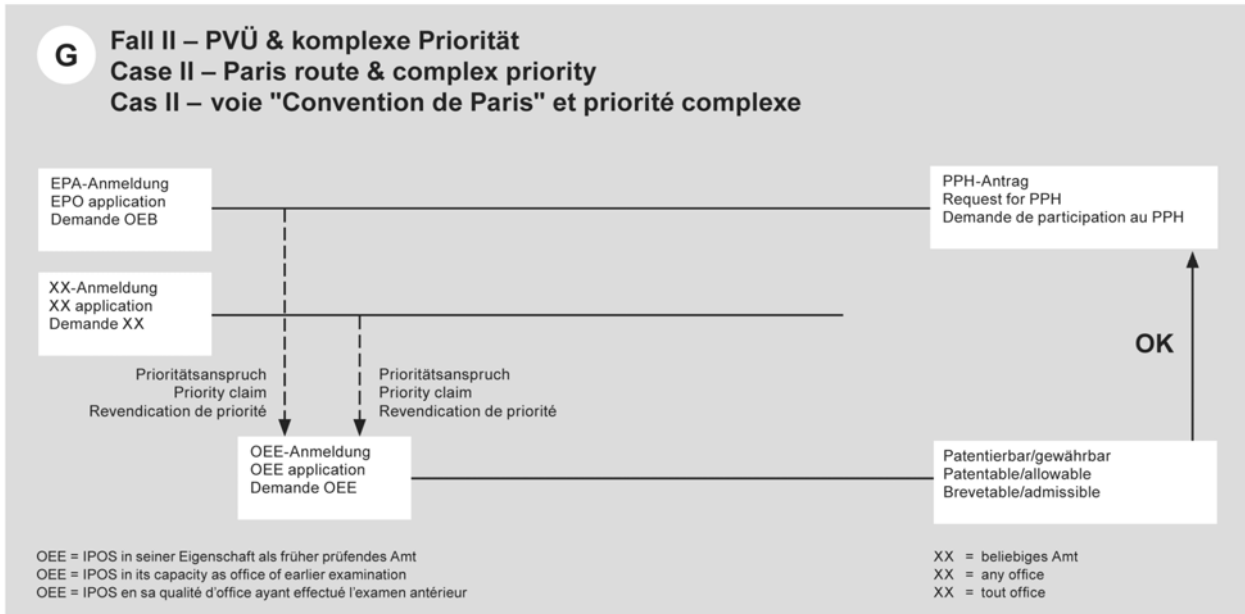 G
Fall II – PVÜ & komplexe Priorität
Case II – Paris route & complex priority
Cas II – voie "Convention de Paris" et priorité complexe
EPA-Anmeldung
EPO application
Demande OEB
PPH-Antrag
Request for PPH
Demande de participation au PPH
XX-Anmeldung
XX application
Demande XX
OK
Prioritätsanspruch
Priority claim
Revendication de priorité
Prioritätsanspruch
Priority claim
Revendication de priorité
OEE-Anmeldung
OEE application
Demande OEE
Patentierbar/gewährbar
Patentable/allowable
Brevetable/admissible
OEE = IPOS in seiner Eigenschaft als früher prüfendes Amt
OEE = IPOS in its capacity as office of earlier examination
OEE = IPOS en sa qualité d'office ayant effectué l'examen antérieur
XX = beliebiges Amt
XX = any office
XX = tout office